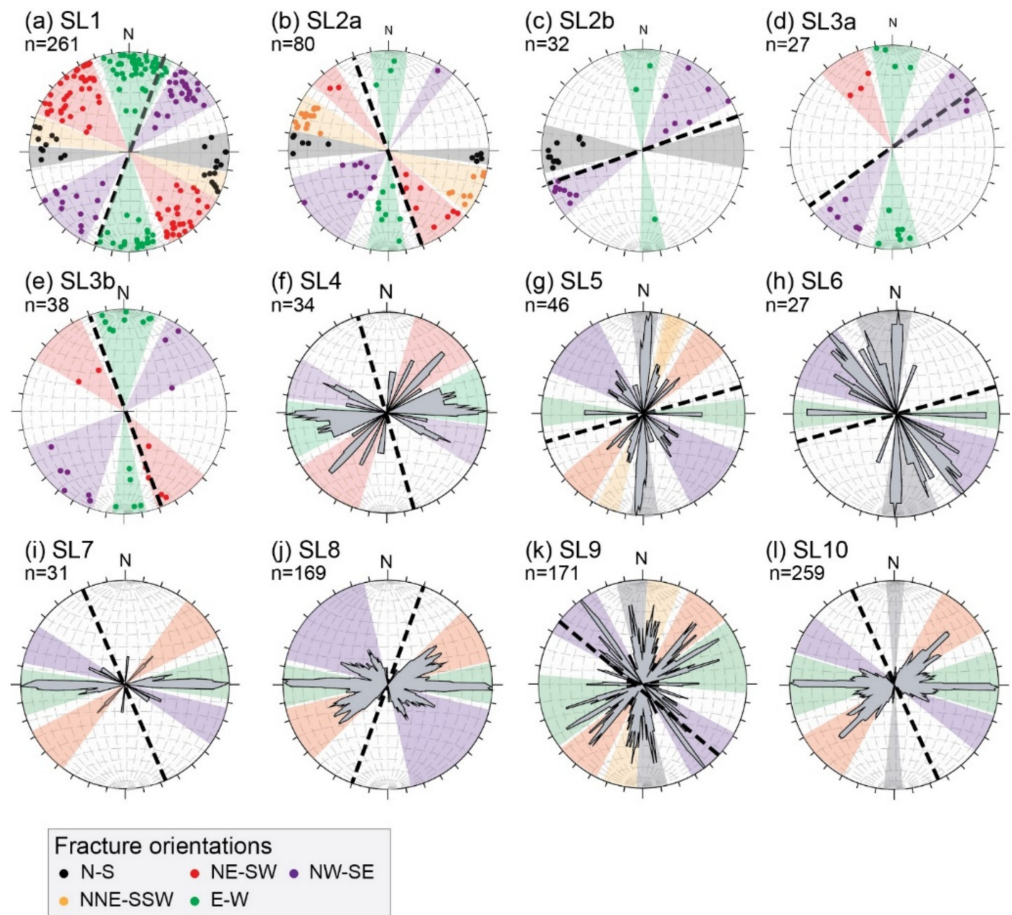 (a) SL1
n=261
N
(b) SL2a
n=80
N
(c) SL2b
n=32
N
(d) SL3a
n=27
N
(e) SL3b
n=38
N
(f) SL4
n=34
N
(g) SL5
n=46
N
(h) SL6
n=27
N
(i) SL7
n=31
N
(j) SL8
n=169
N
(k) SL9
n=171
N
(l) SL10
n=259
N
Fracture orientations
N-S
NE-SW
NW-SE
NNE-SSW
E-W